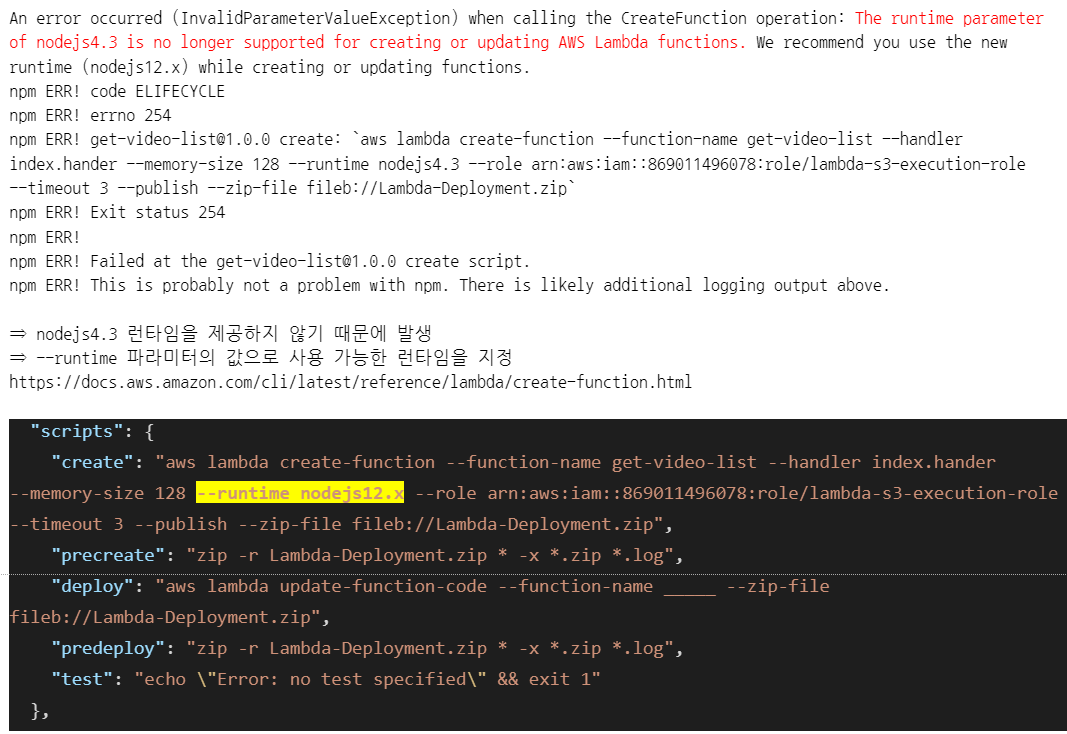 An error occurred (InvalidParameterValueException) when calling the CreateFunction operation: The runtime parameter
of nodejs4.3 is no longer supported for creating or updating AWS Lambda functions. We recommend you use the new
runtime (nodejs12.x) while creating or updating functions.
npm ERR! code ELIFECYCLE
npm ERR! errno 254
npm ERR! get-video-list@1.0.0 create: `aws lambda create-function --function-name get-video-list --handler
index.hander --memory-size 128 --runtime nodejs4.3 --role arn:aws:iam::869011496078:role/lambda-s3-execution-role
--timeout 3 --publish --zip-file fileb://Lambda-Deployment.zip`
npm ERR! Exit status 254
npm ERR!
npm ERR! Failed at the get-video-list@1.0.0 create script.
npm ERR! This is probably not a problem with npm. There is likely additional logging output above.
⇒ nodejs4.3 런타임을 제공하지 않기 때문에 발생
⇒ --runtime 파라미터의 값으로 사용 가능한 런타임을 지정
https://docs.aws.amazon.com/cli/latest/reference/lambda/create-function.html
"scripts": {
"create": "aws lambda create-function --function-name get-video-list --handler index.hander
--memory-size 128 --runtime nodejs12.x --role arn:aws:iam::869011496078:role/lambda-s3-execution-role
--timeout 3 --publish --zip-file fileb://Lambda-Deployment.zip",
"precreate": "zip -r Lambda-Deployment.zip * -x *.zip *.log",
"deploy": "aws lambda update-function-code --function-name _____ --zip-file
fileb://Lambda-Deployment.zip",
"predeploy": "zip -r Lambda-Deployment.zip * -x *.zip *.log",
"test": "echo \"Error: no test specified\" && exit 1"
},